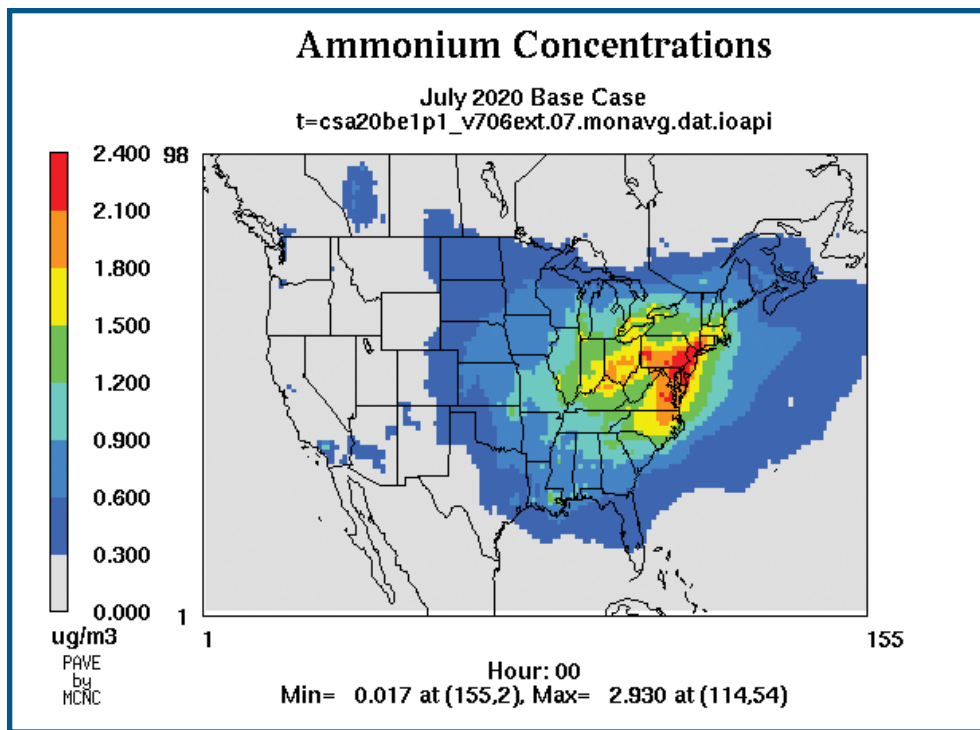 Ammonium Concentrations
July 2020 Base Case
t=csa20be1p1_v706ext.07.monavg.dat.ioapi
2.400
98
2.100
1.800
1.500
1.200
0.900
0.600
0.300
0.000
1
ug/m3
1
155
PAVE
by
MCNC
Hour: 00
Min= 0.017 at (155,2), Max= 2.930 at (114,54)